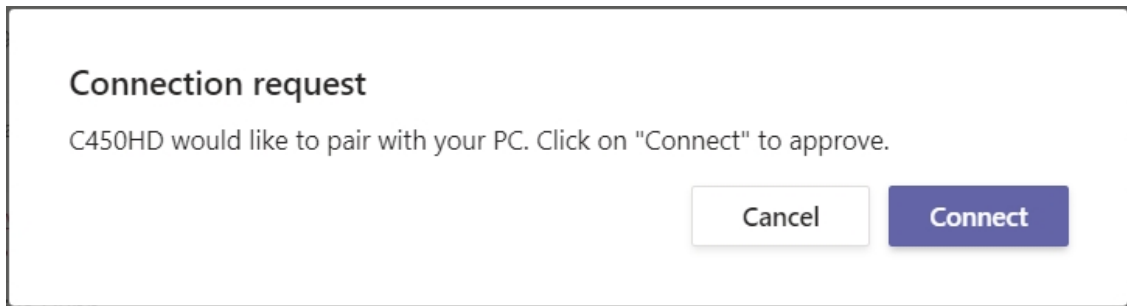 Connection request
C450HD would like to pair with your PC. Click on "Connect" to approve.
Cancel
Connect